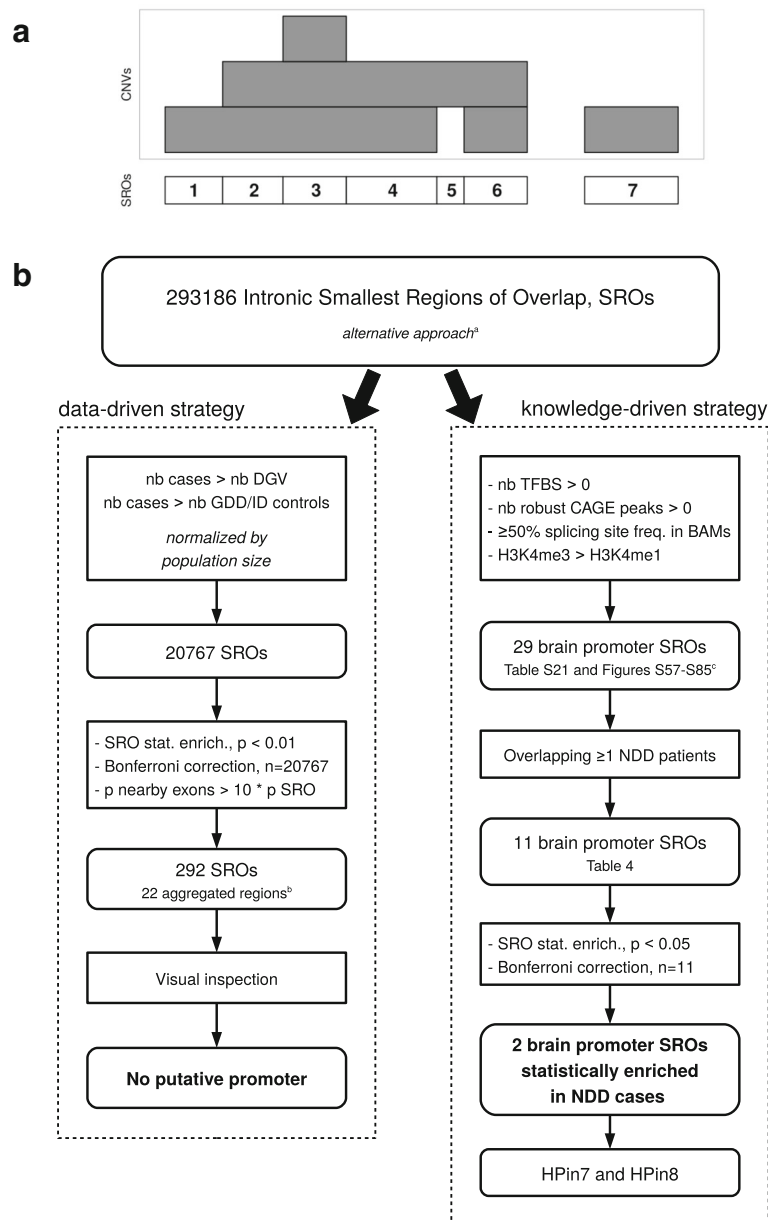 a
CNVs
SROs
1 2 3 4 5 6 7
b
293186 Intronic Smallest Regions of Overlap, SROs
alternative approachᵃ
data-driven strategy
nb cases > nb DGV
nb cases > nb GDD/ID controls
normalized by
population size
20767 SROs
- SRO stat. enrich., p < 0.01
- Bonferroni correction, n=20767
- p nearby exons > 10 * p SRO
292 SROs
22 aggregated regionsᵇ
Visual inspection
No putative promoter
knowledge-driven strategy
- nb TFBS > 0
- nb robust CAGE peaks > 0
- ≥50% splicing site freq. in BAMs
- H3K4me3 > H3K4me1
29 brain promoter SROs
Table S21 and Figures S57-S85ᶜ
Overlapping ≥1 NDD patients
11 brain promoter SROs
Table 4
- SRO stat. enrich., p < 0.05
- Bonferroni correction, n=11
2 brain promoter SROs
statistically enriched
in NDD cases
HPin7 and HPin8